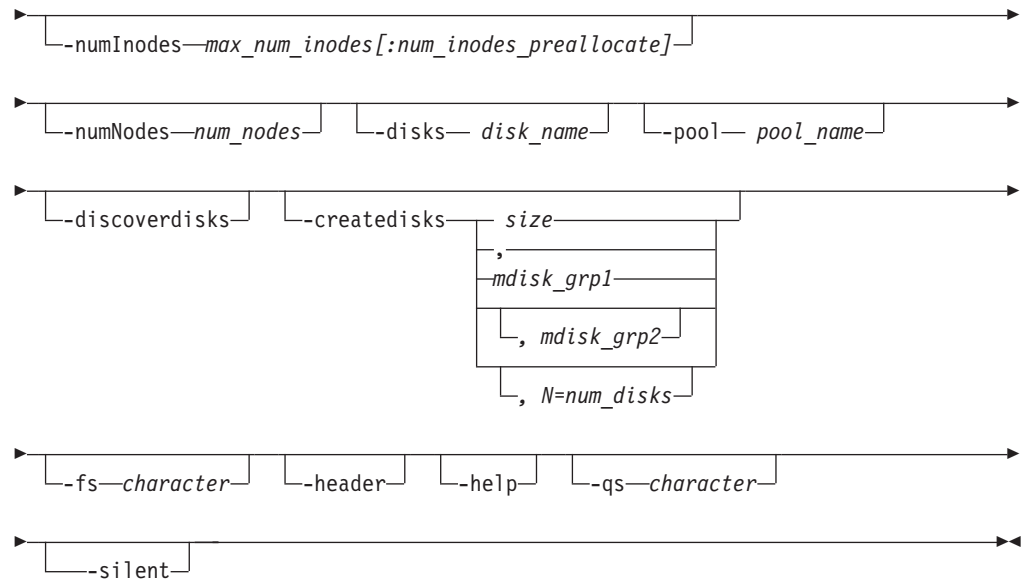 -numInodes max_num_inodes[:num_inodes_preallocate]
-numNodes num_nodes -disks disk_name -pool pool_name
-discoverdisks -createdisks size
,
mdisk_grp1
, mdisk_grp2
, N=num_disks
-fs character -header -help -qs character
-silent